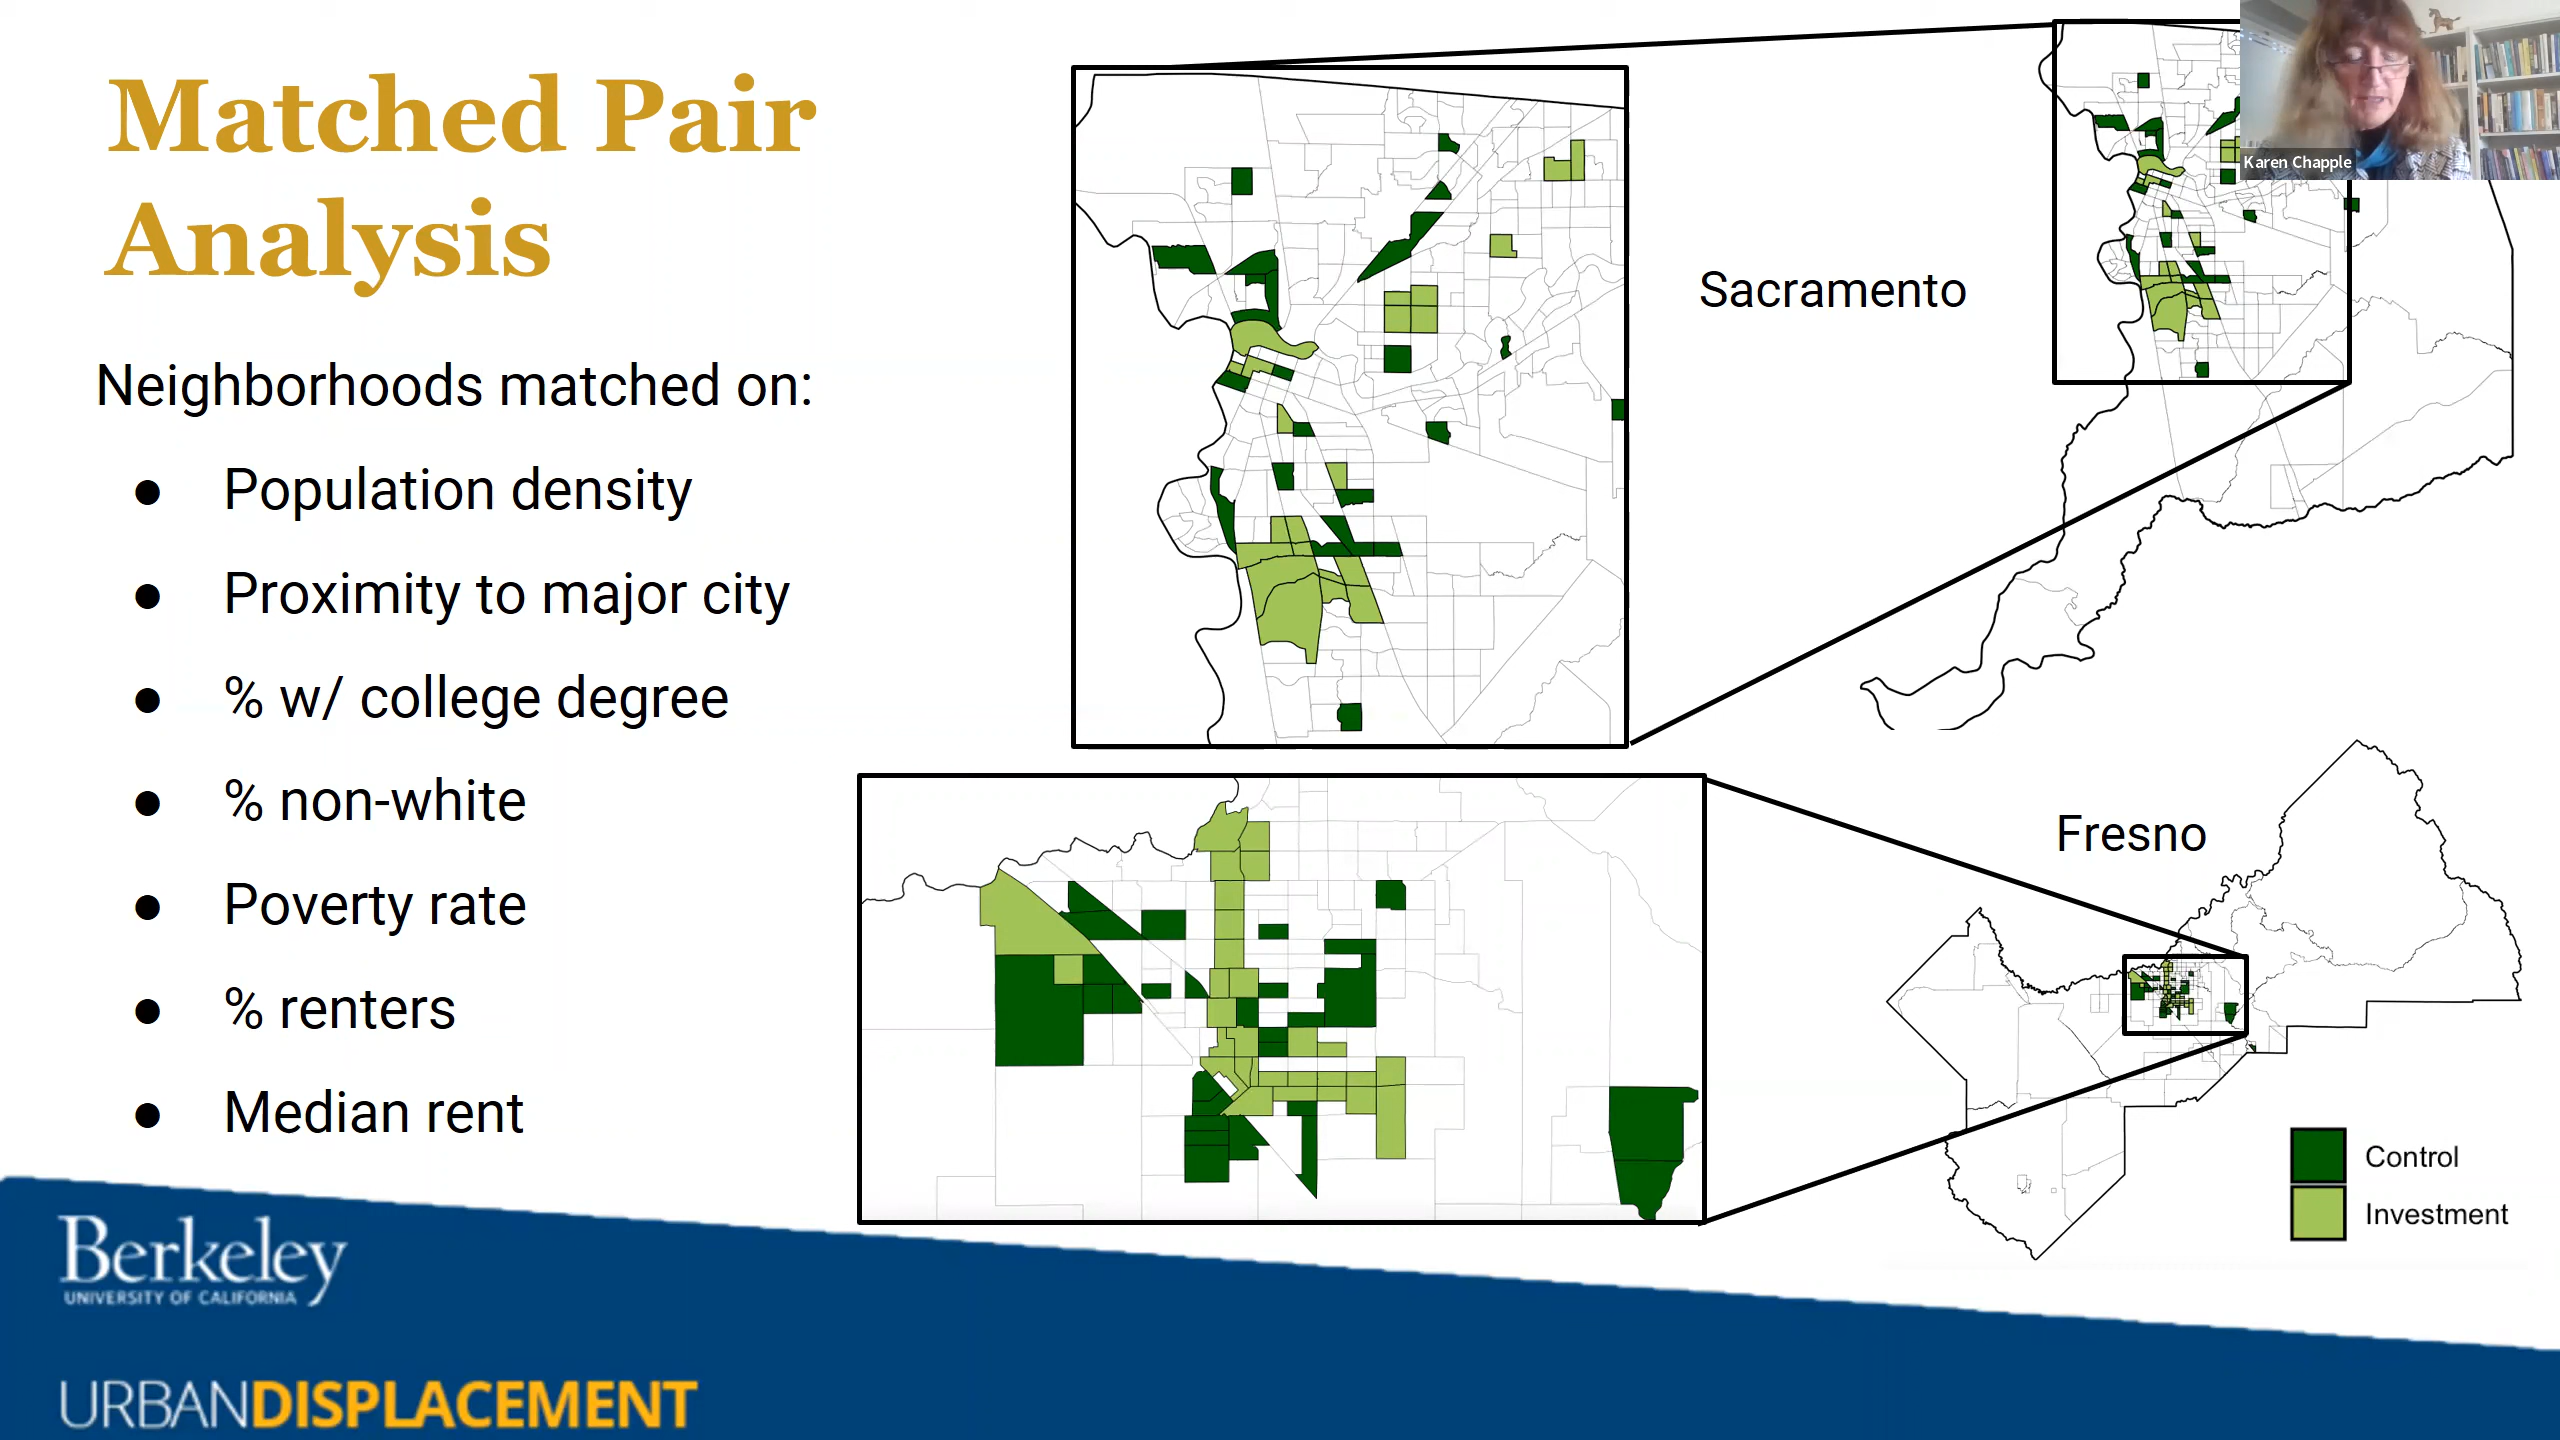 Matched Pair
Analysis
Neighborhoods matched on:
● Population density
● Proximity to major city
● % w/ college degree
● % non-white
● Poverty rate
● % renters
● Median rent
Sacramento
Karen Chapple
Fresno
Control
Investment
Berkeley
UNIVERSITY OF CALIFORNIA
URBANDISPLACEMENT